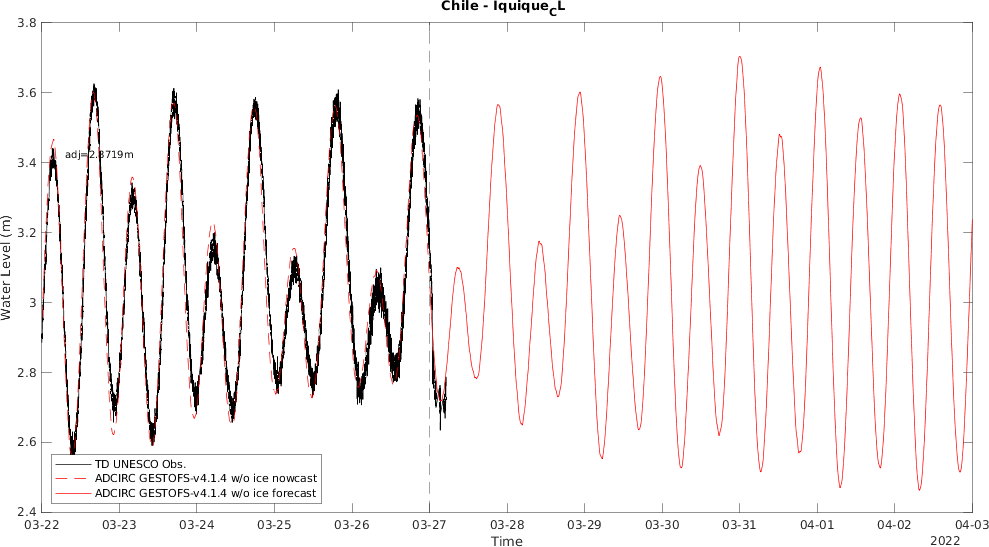 Chile - Iquique_CL
3.8
3.6
3.4
3.2
3
2.8
2.6
2.4
Water Level (m)
adj=2.8719m
TD UNESCO Obs.
ADCIRC GESTOFS-v4.1.4 w/o ice nowcast
ADCIRC GESTOFS-v4.1.4 w/o ice forecast
03-22 03-23 03-24 03-25 03-26 03-27 03-28 03-29 03-30 03-31 04-01 04-02 04-03
Time
2022